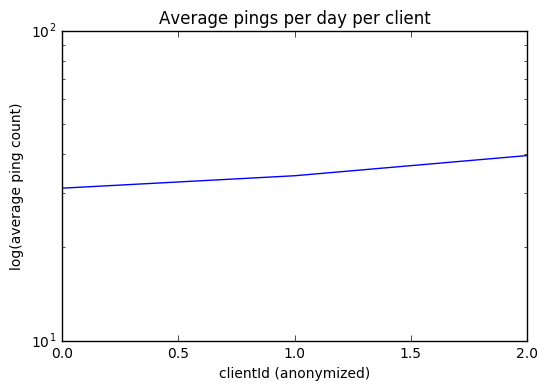 Average pings per day per client
10²
log(average ping count)
10¹
0.0 0.5 1.0 1.5 2.0
clientId (anonymized)